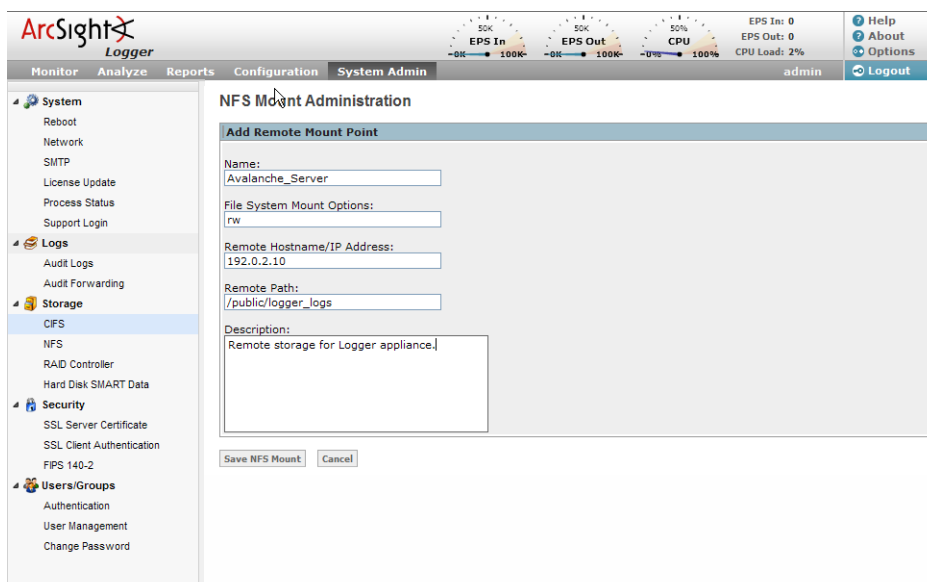 ArcSight
Logger
50K
EPS In
-0K 100K-
50K
EPS Out
-0K 100K-
50%
CPU
-0% 100%
EPS In: 0
EPS Out: 0
CPU Load: 2%
Help
About
Options
Monitor Analyze Reports Configuration System Admin admin Logout
System
Reboot
Network
SMTP
License Update
Process Status
Support Login
Logs
Audit Logs
Audit Forwarding
Storage
CIFS
NFS
RAID Controller
Hard Disk SMART Data
Security
SSL Server Certificate
SSL Client Authentication
FIPS 140-2
Users/Groups
Authentication
User Management
Change Password
NFS Mount Administration
Add Remote Mount Point
Name:
Avalanche_Server
File System Mount Options:
rw
Remote Hostname/IP Address:
192.0.2.10
Remote Path:
/public/logger_logs
Description:
Remote storage for Logger appliance.
Save NFS Mount Cancel